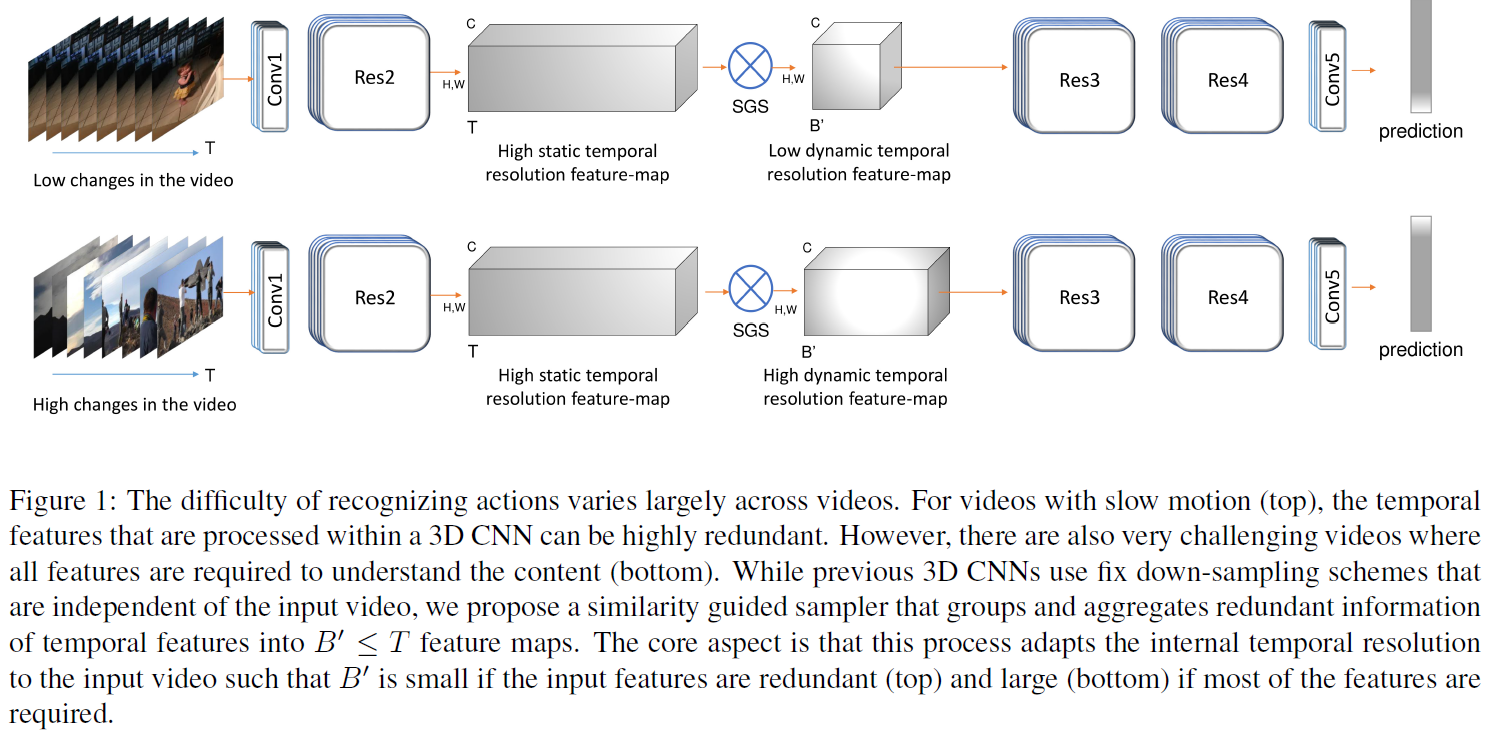 C
C
Conv1
Res2
H,W
SGS
H,W
Res3
Res4
Conv5
T
B'
prediction
T
High static temporal
resolution feature-map
Low dynamic temporal
resolution feature-map
Low changes in the video
C
C
Conv1
Res2
H,W
SGS
H,W
Res3
Res4
Conv5
T
B'
prediction
T
High static temporal
resolution feature-map
High dynamic temporal
resolution feature-map
High changes in the video
Figure 1: The difficulty of recognizing actions varies largely across videos. For videos with slow motion (top), the temporal
features that are processed within a 3D CNN can be highly redundant. However, there are also very challenging videos where
all features are required to understand the content (bottom). While previous 3D CNNs use fix down-sampling schemes that
are independent of the input video, we propose a similarity guided sampler that groups and aggregates redundant information
of temporal features into B′ ≤ T feature maps. The core aspect is that this process adapts the internal temporal resolution
to the input video such that B′ is small if the input features are redundant (top) and large (bottom) if most of the features are
required.